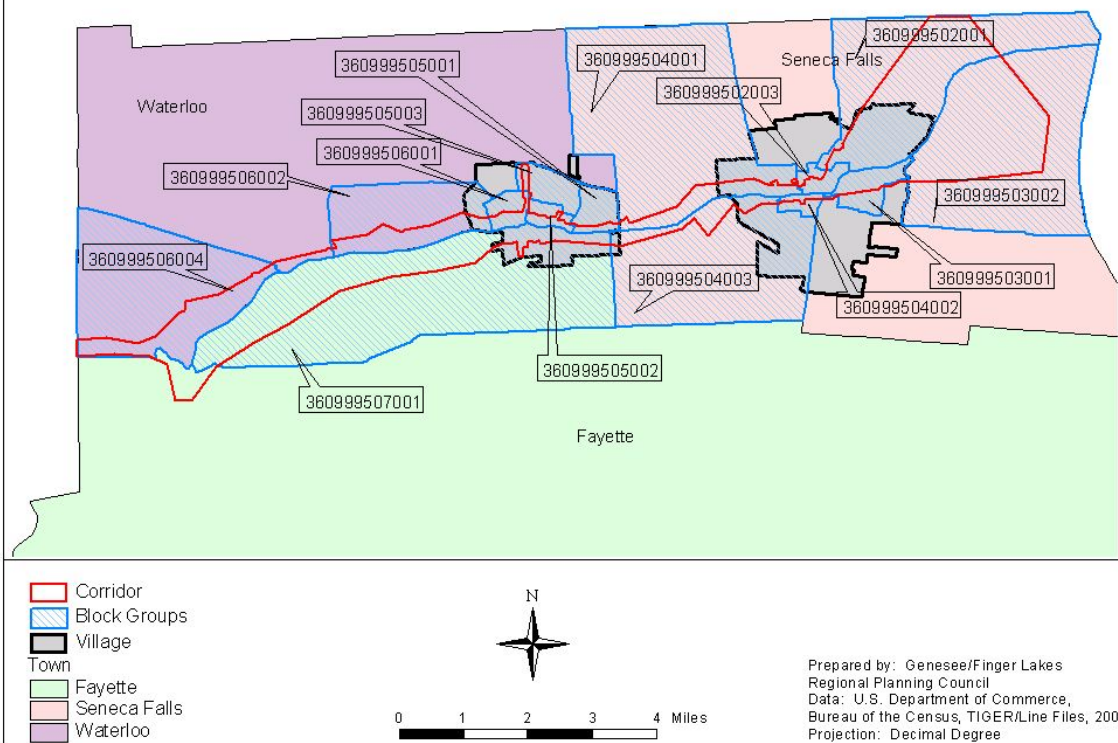 360999502001
360999505001
360999504001
Seneca Falls
360999502003
Waterloo
360999505003
360999506001
360999506002
360999503002
360999506004
360999504003
360999503001
360999504002
360999505002
360999507001
Fayette
Corridor
Block Groups
Village
Town
Fayette
Seneca Falls
Waterloo
N
0 1 2 3 4 Miles
Prepared by: Genesee/Finger Lakes
Regional Planning Council
Data: U.S. Department of Commerce,
Bureau of the Census, TIGER/Line Files, 200
Projection: Decimal Degree